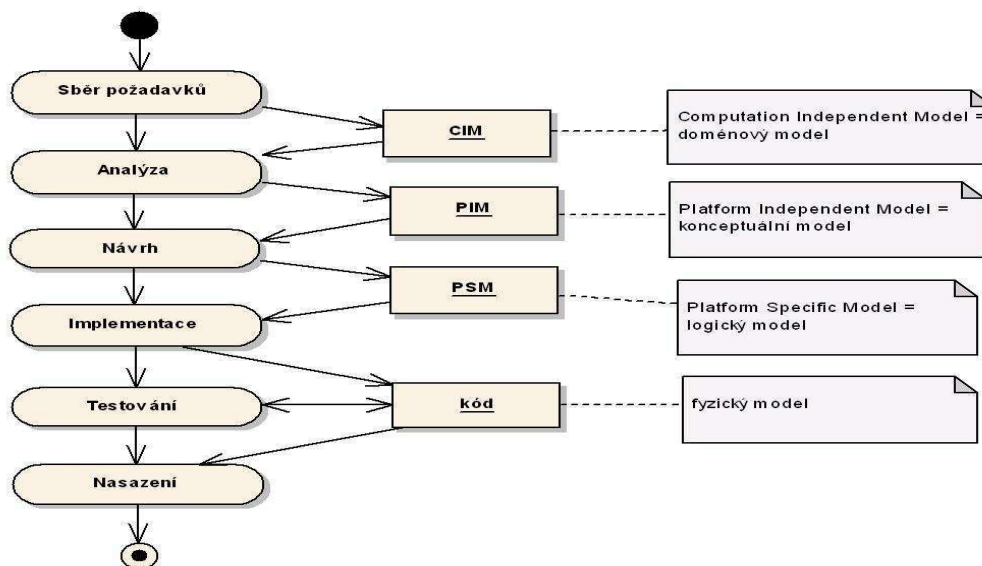 Sběr požadavků
CIM
Computation Independent Model =
doménový model
Analýza
PIM
Platform Independent Model =
konceptuální model
Návrh
PSM
Platform Specific Model =
logický model
Implementace
Testování
kód
fyzický model
Nasazení